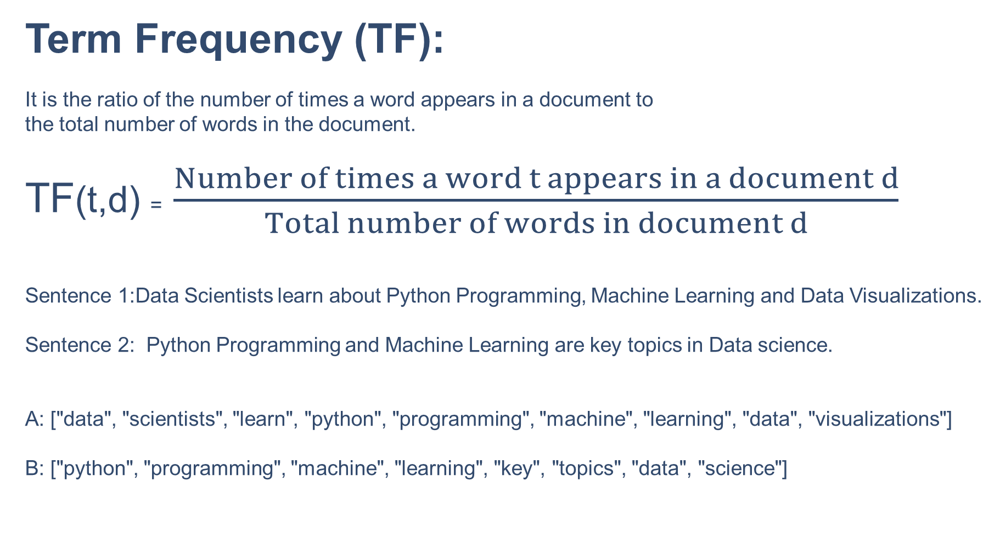 Term Frequency (TF):
It is the ratio of the number of times a word appears in a document to
the total number of words in the document.
TF(t,d) = Number of times a word t appears in a document d
Total number of words in document d
Sentence 1:Data Scientists learn about Python Programming, Machine Learning and Data Visualizations.
Sentence 2:  Python Programming and Machine Learning are key topics in Data science.
A: ["data", "scientists", "learn", "python", "programming", "machine", "learning", "data", "visualizations"]
B: ["python", "programming", "machine", "learning", "key", "topics", "data", "science"]